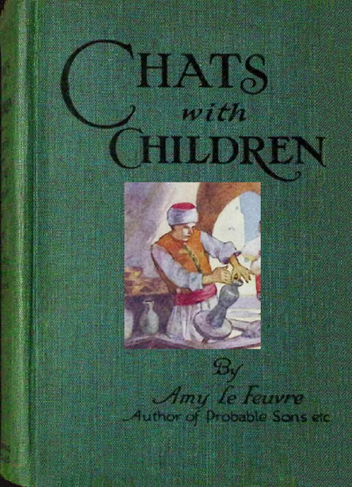 CHATS
with
CHILDREN
By
Amy Le Feuvre
Author of Probable Sons etc